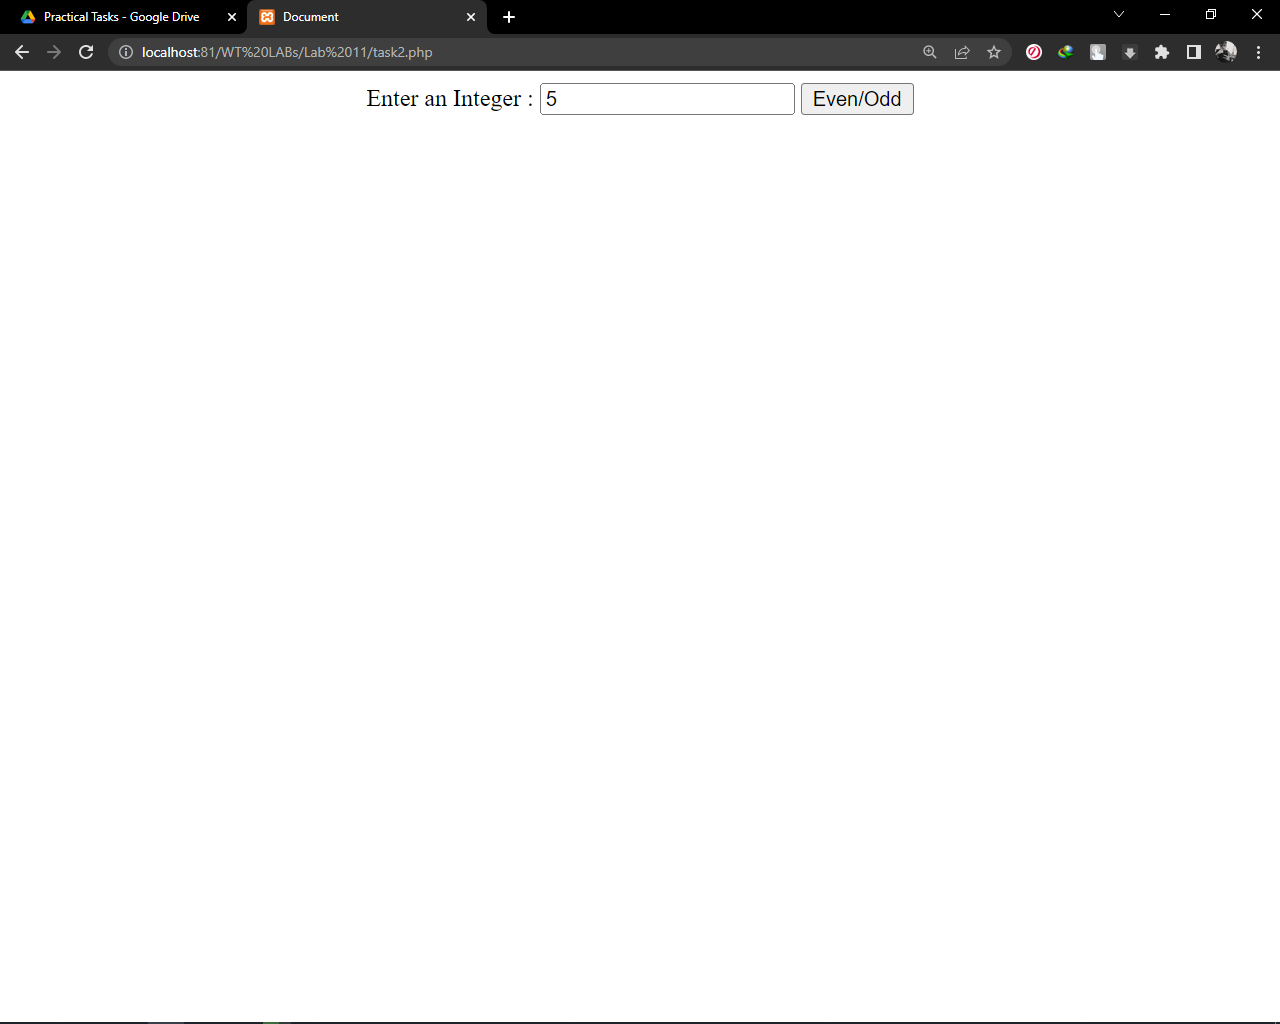 Practical Tasks - Google Drive
Document
localhost:81/WT%20LABs/Lab%2011/task2.php
Enter an Integer : 5 Even/Odd